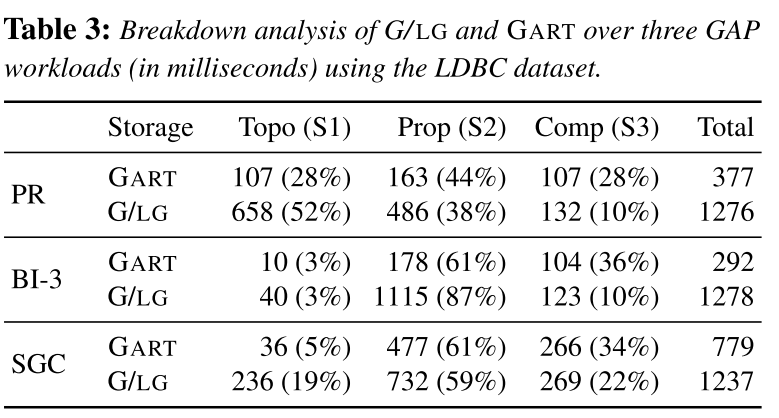 Table 3: Breakdown analysis of G/LG and GART over three GAP
workloads (in milliseconds) using the LDBC dataset.
Storage Topo (S1) Prop (S2) Comp (S3) Total
PR
GART 107 (28%) 163 (44%) 107 (28%) 377
G/LG 658 (52%) 486 (38%) 132 (10%) 1276
BI-3
GART 10 (3%) 178 (61%) 104 (36%) 292
G/LG 40 (3%) 1115 (87%) 123 (10%) 1278
SGC
GART 36 (5%) 477 (61%) 266 (34%) 779
G/LG 236 (19%) 732 (59%) 269 (22%) 1237